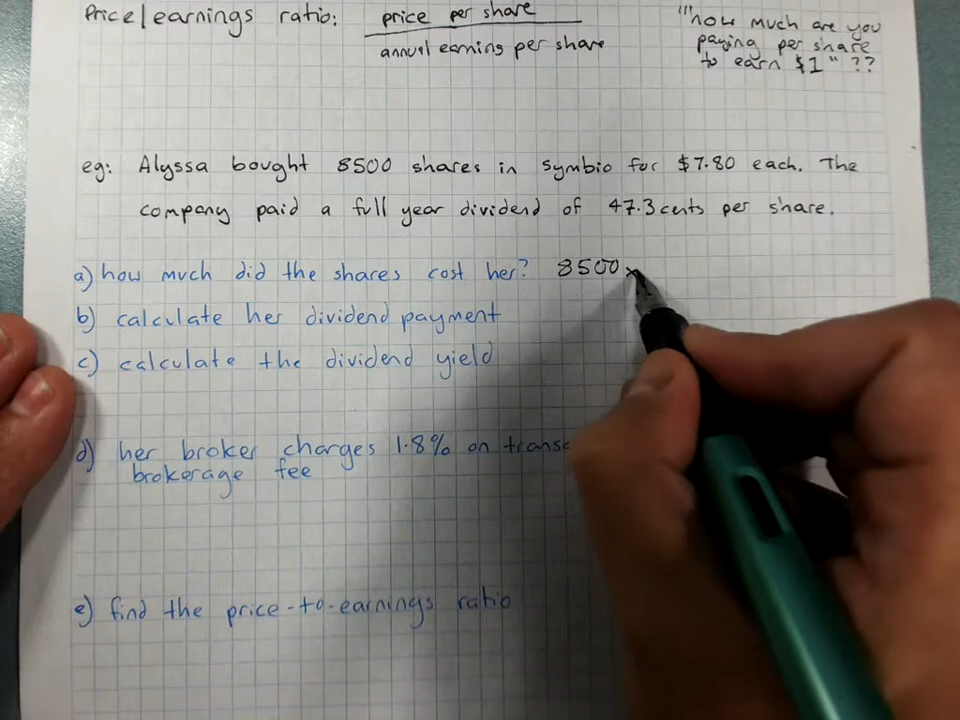 Price/earnings ratio: price per share
annual earning per share
"how much are you
paying per share
to earn $1" ??
eg: Alyssa bought 8500 shares in Symbio for $7.80 each. The
company paid a full year dividend of 47.3 cents per share.
a) how much did the shares cost her? 8500 ×
b) calculate her dividend payment
c) calculate the dividend yield
d) her broker charges 1.8% on
brokerage fee
e) find the price-to-earnings ratio